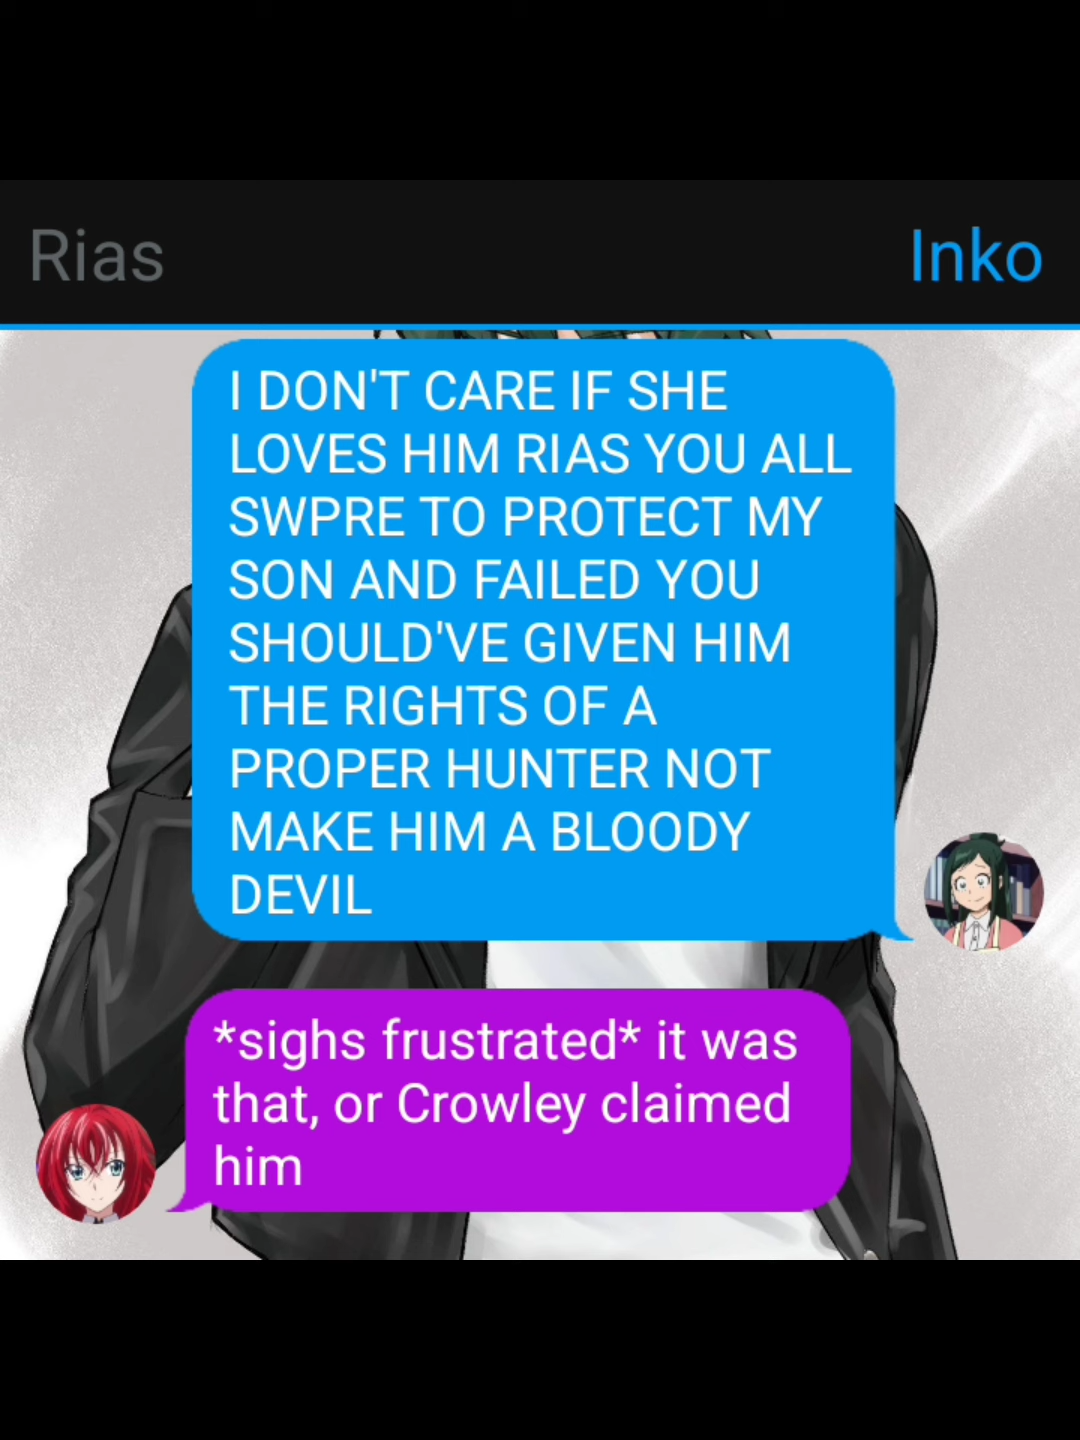 Rias
Inko
I DON'T CARE IF SHE
LOVES HIM RIAS YOU ALL
SWPRE TO PROTECT MY
SON AND FAILED YOU
SHOULD'VE GIVEN HIM
THE RIGHTS OF A
PROPER HUNTER NOT
MAKE HIM A BLOODY
DEVIL
*sighs frustrated* it was
that, or Crowley claimed
him